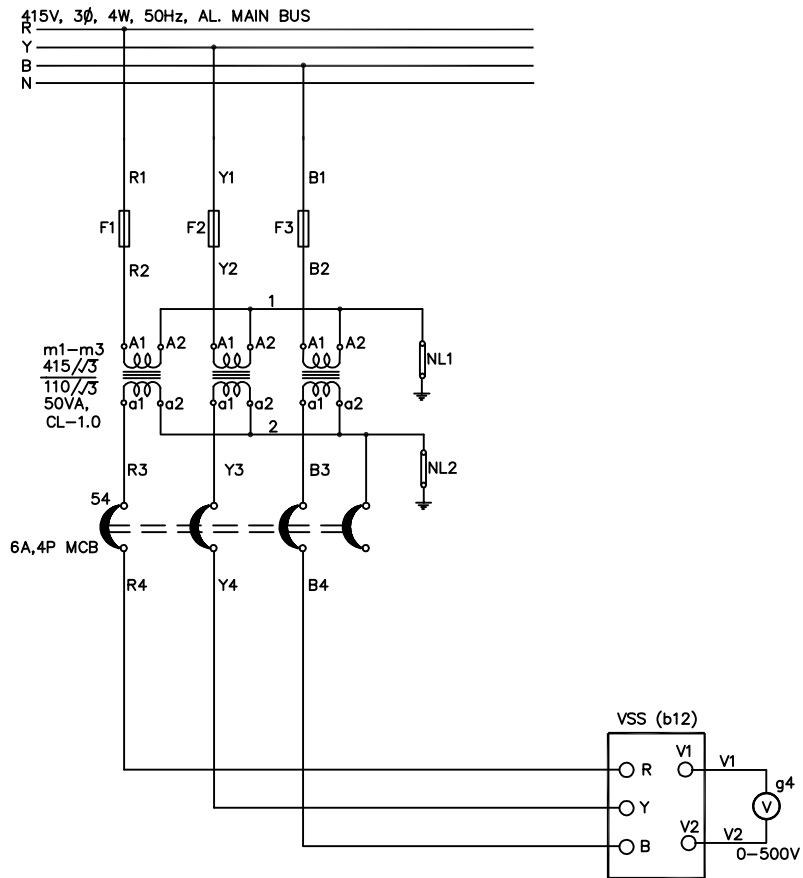 415V, 3Ø, 4W, 50Hz, AL. MAIN BUS
R
Y
B
N
R1 Y1 B1
F1 F2 F3
R2 Y2 B2
1
A1 A2 A1 A2 A1 A2
m1-m3
415/√3
110/√3
50VA,
CL-1.0
NL1
a1 a2 a1 a2 a1 a2
2
R3 Y3 B3
NL2
54
6A,4P MCB
R4 Y4 B4
VSS (b12)
R V1 V1
g4
Y V
B V2 V2
0-500V